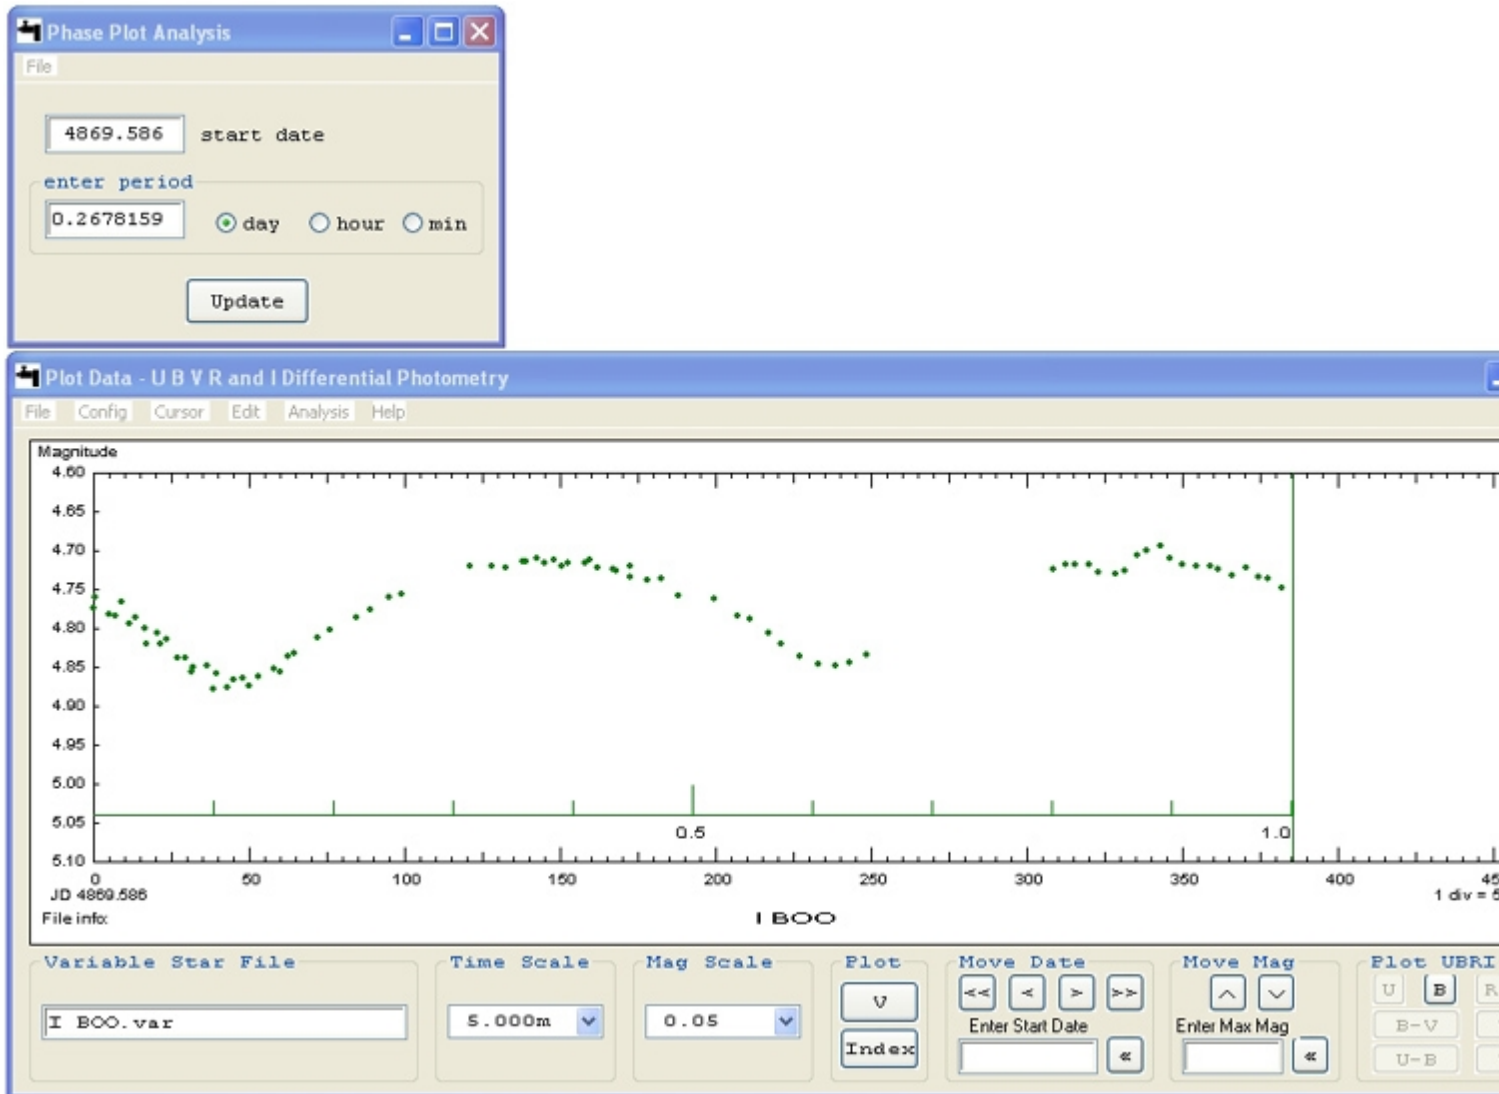 Phase Plot Analysis
File
4869.586 start date
enter period
0.2678159 day hour min
Update
Plot Data - U B V R and I Differential Photometry
File Config Cursor Edit Analysis Help
Magnitude
4.60
4.65
4.70
4.75
4.80
4.85
4.90
4.95
5.00
5.05
5.10
0.5 1.0
0 50 100 150 200 250 300 350 400
JD 4869.586 1 div =
File info: I BOO
Variable Star File Time Scale Mag Scale Plot Move Date Move Mag Plot UBRI
I BOO.var 5.000m 0.05 V << < > >> ^ v U B R
Enter Start Date Enter Max Mag B-V
Index « « U-B